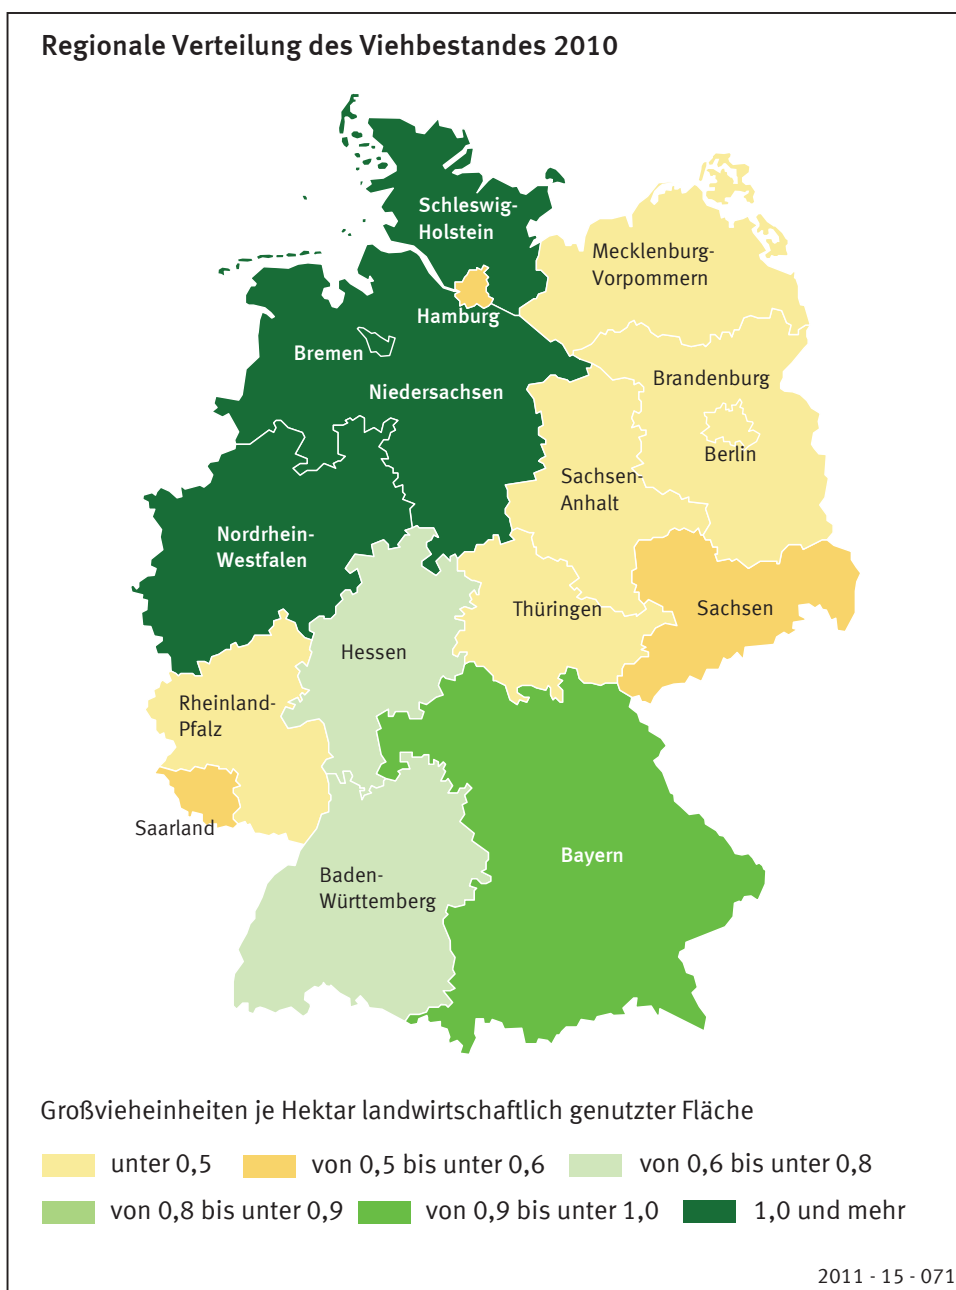 Regionale Verteilung des Viehbestandes 2010
Schleswig-
Holstein
Mecklenburg-
Vorpommern
Hamburg
Bremen
Niedersachsen
Brandenburg
Berlin
Sachsen-
Anhalt
Nordrhein-
Westfalen
Thüringen
Sachsen
Hessen
Rheinland-
Pfalz
Saarland
Bayern
Baden-
Württemberg
Großvieheinheiten je Hektar landwirtschaftlich genutzter Fläche
unter 0,5 von 0,5 bis unter 0,6 von 0,6 bis unter 0,8
von 0,8 bis unter 0,9 von 0,9 bis unter 1,0 1,0 und mehr
2011 - 15 - 071